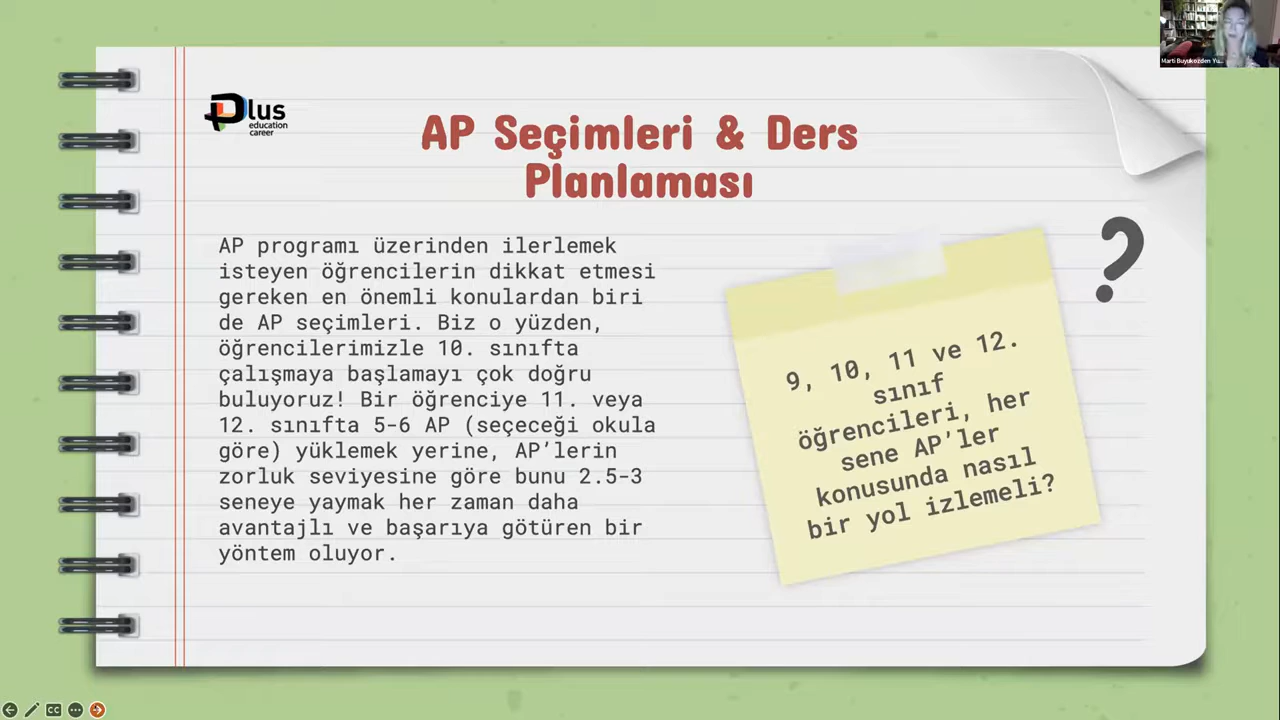 Marti Buyukozden Yu...
Plus
education
career
AP Seçimleri & Ders
Planlaması
AP programı üzerinden ilerlemek
isteyen öğrencilerin dikkat etmesi
gereken en önemli konulardan biri
de AP seçimleri. Biz o yüzden,
öğrencilerimizle 10. sınıfta
çalışmaya başlamayı çok doğru
buluyoruz! Bir öğrenciye 11. veya
12. sınıfta 5-6 AP (seçeceği okula
göre) yüklemek yerine, AP’lerin
zorluk seviyesine göre bunu 2.5-3
seneye yaymak her zaman daha
avantajlı ve başarıya götüren bir
yöntem oluyor.
?
9, 10, 11 ve 12.
sınıf
öğrencileri, her
sene AP’ler
konusunda nasıl
bir yol izlemeli?
CC